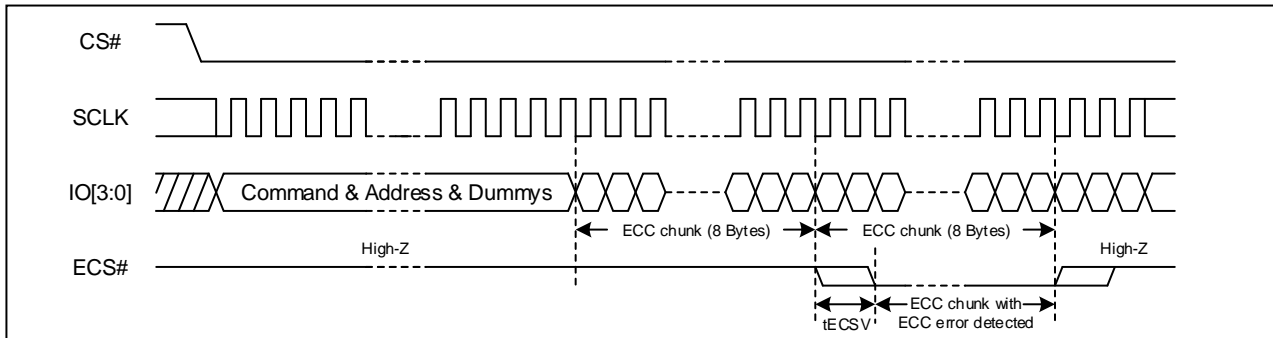 CS#
SCLK
IO[3:0]
Command & Address & Dummys
ECC chunk (8 Bytes)
ECC chunk (8 Bytes)
High-Z
High-Z
ECS#
tECSV
ECC chunk with
ECC error detected